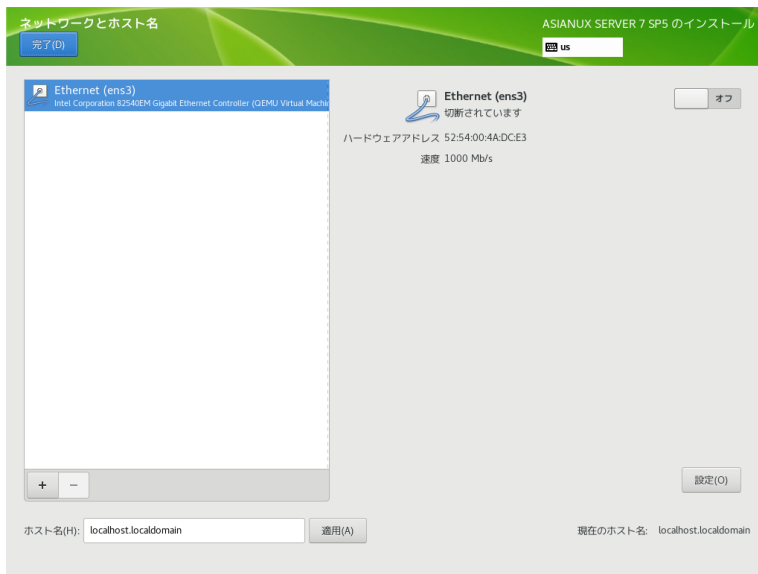 ネットワークとホスト名
完了(D)
ASIANUX SERVER 7 SP5 のインストール
us
Ethernet (ens3)
Intel Corporation 82540EM Gigabit Ethernet Controller (QEMU Virtual Machin
Ethernet (ens3)
切断されています
オフ
ハードウェアアドレス 52:54:00:4A:DC:E3
速度 1000 Mb/s
+ −
設定(O)
ホスト名(H): localhost.localdomain 適用(A) 現在のホスト名: localhost.localdomain